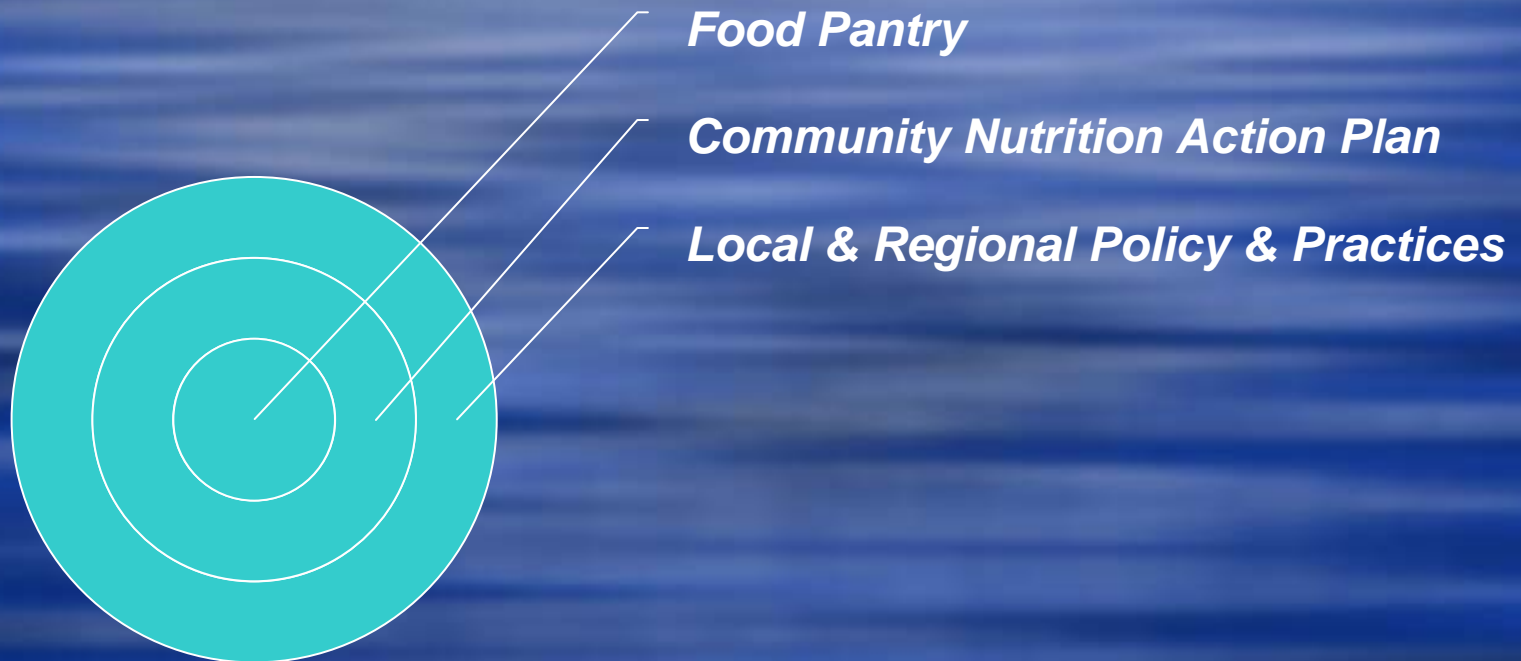 Food Pantry
Community Nutrition Action Plan
Local & Regional Policy & Practices